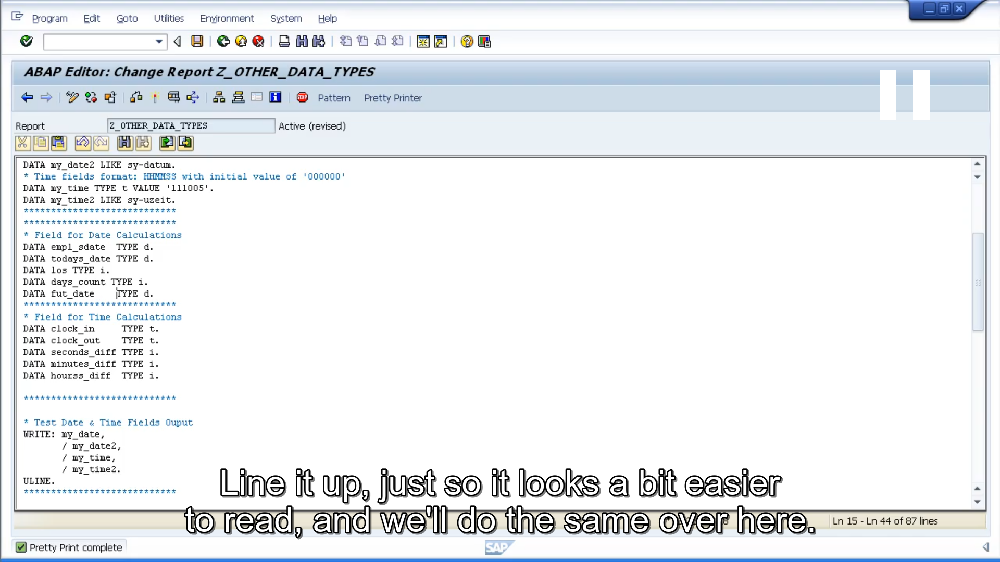 Program Edit Goto Utilities Environment System Help
ABAP Editor: Change Report Z_OTHER_DATA_TYPES
Pattern Pretty Printer
Report Z_OTHER_DATA_TYPES Active (revised)
DATA my_date2 LIKE sy-datum.
* Time fields format: HHMMSS with initial value of '000000'
DATA my_time TYPE t VALUE '111005'.
DATA my_time2 LIKE sy-uzeit.
****************************
****************************
* Field for Date Calculations
DATA empl_sdate  TYPE d.
DATA todays_date TYPE d.
DATA los TYPE i.
DATA days_count TYPE i.
DATA fut_date    TYPE d.
****************************
* Field for Time Calculations
DATA clock_in     TYPE t.
DATA clock_out    TYPE t.
DATA seconds_diff TYPE i.
DATA minutes_diff TYPE i.
DATA hourss_diff  TYPE i.
****************************
* Test Date & Time Fields Ouput
WRITE: my_date,
/ my_date2,
/ my_time,
/ my_time2.
ULINE.
****************************
Line it up, just so it looks a bit easier
to read, and we'll do the same over here.
Ln 15 - Ln 44 of 87 lines
Pretty Print complete
SAP